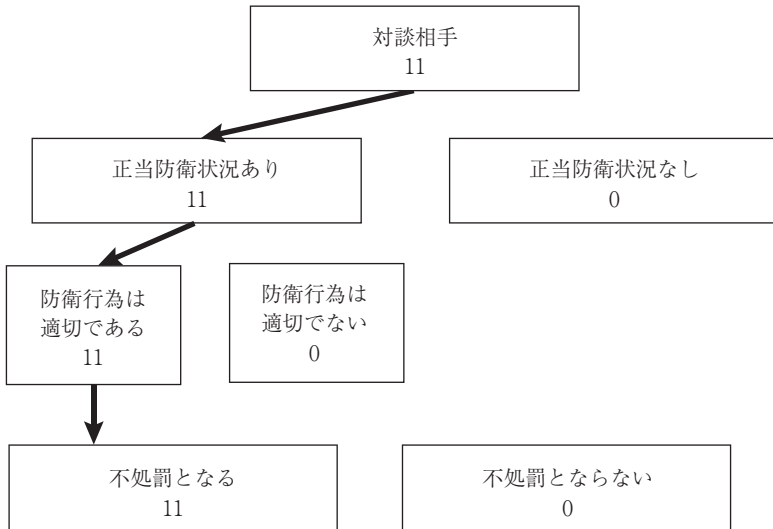 対談相手
11
正当防衛状況あり
11
正当防衛状況なし
0
防衛行為は
適切である
11
防衛行為は
適切でない
0
不処罰となる
11
不処罰とならない
0